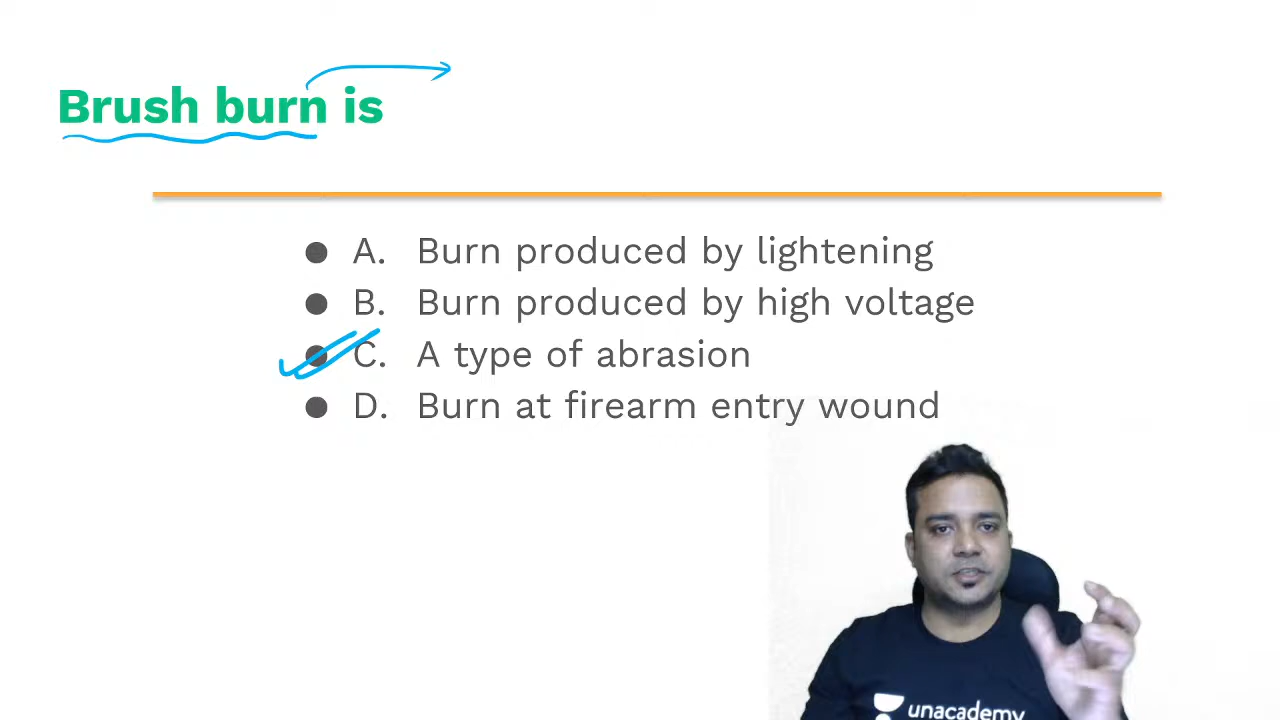 Brush burn is
● A. Burn produced by lightening
● B. Burn produced by high voltage
● C. A type of abrasion
● D. Burn at firearm entry wound
unacademy